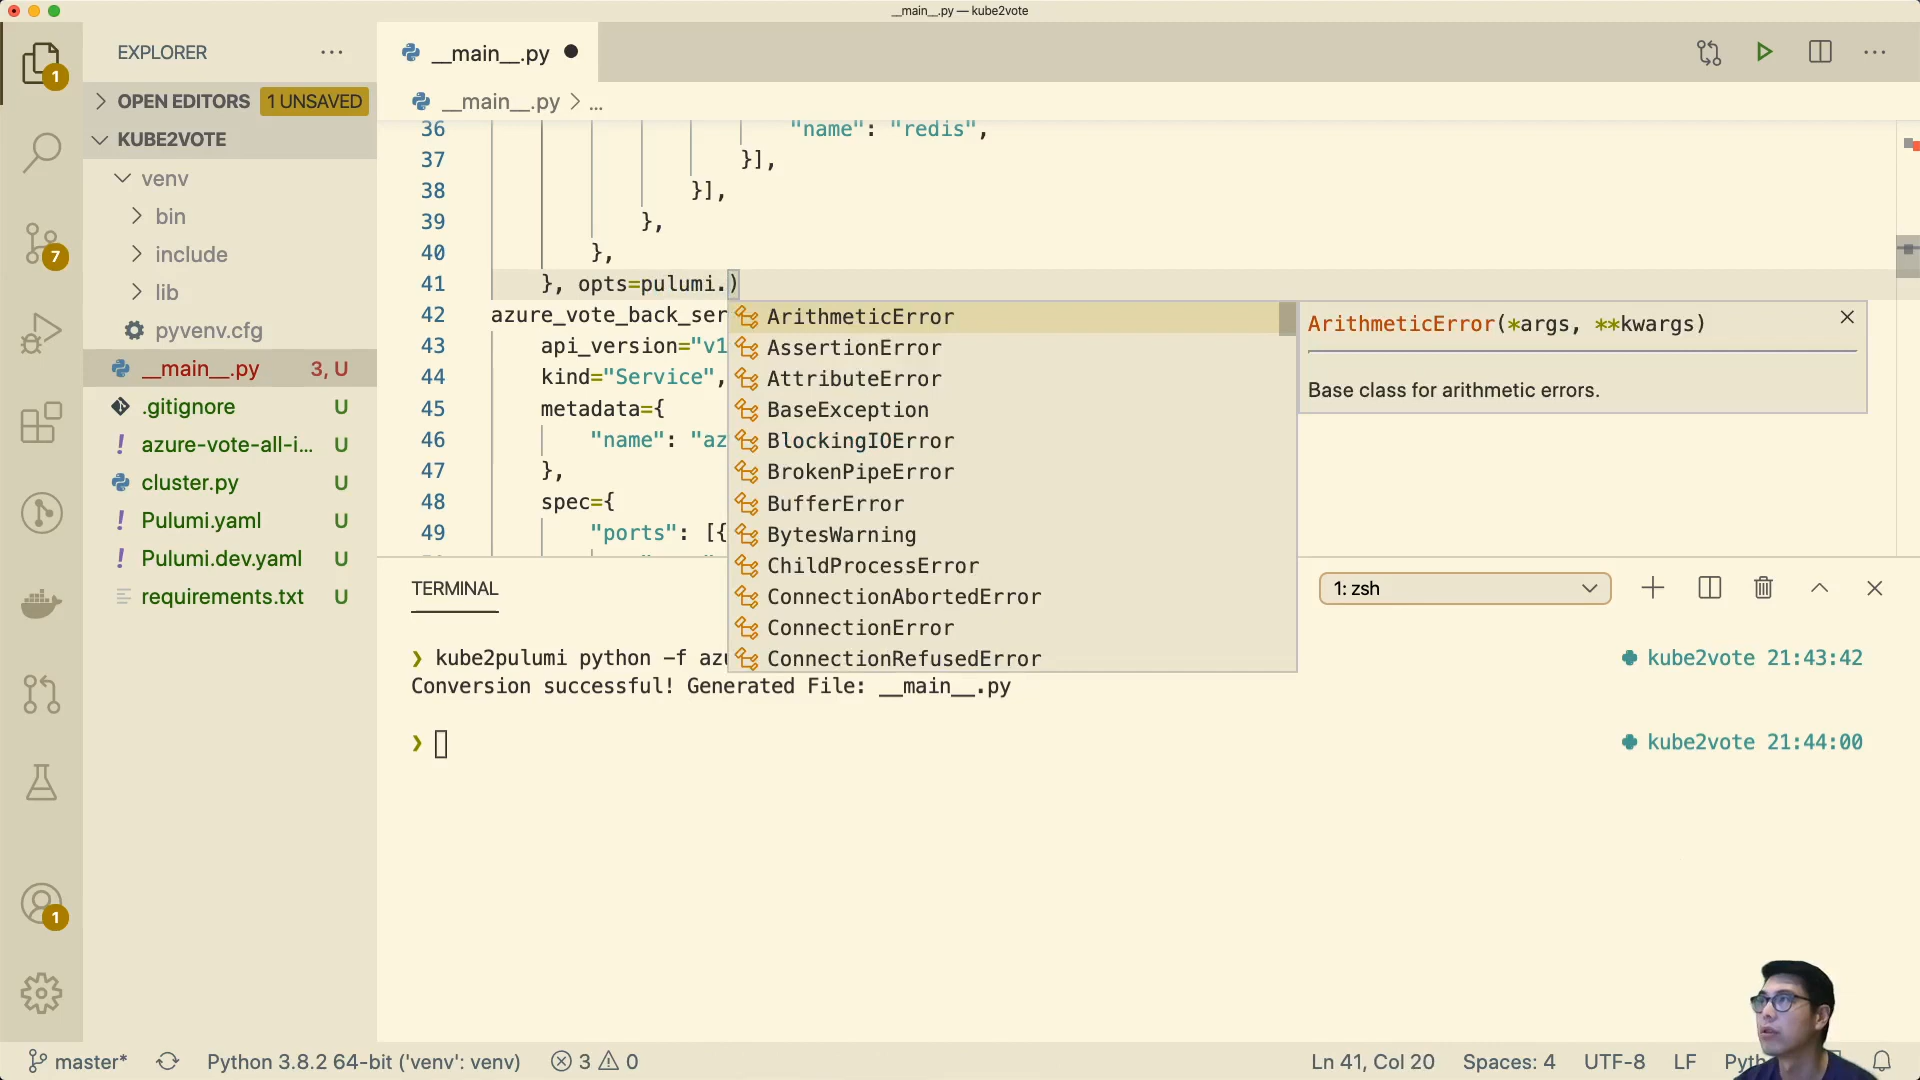 __main__.py — kube2vote
EXPLORER
1
OPEN EDITORS 1 UNSAVED
KUBE2VOTE
venv
bin
include
lib
pyvenv.cfg
__main__.py 3, U
.gitignore U
azure-vote-all-i... U
cluster.py U
Pulumi.yaml U
Pulumi.dev.yaml U
requirements.txt U
7
1
__main__.py
__main__.py > ...
36 "name": "redis",
37 }],
38 }],
39 },
40 },
41 }, opts=pulumi.)
42 azure_vote_back_ser
43 api_version="v1
44 kind="Service",
45 metadata={
46 "name": "az
47 },
48 spec={
49 "ports": [{
ArithmeticError
AssertionError
AttributeError
BaseException
BlockingIOError
BrokenPipeError
BufferError
BytesWarning
ChildProcessError
ConnectionAbortedError
ConnectionError
ConnectionRefusedError
ArithmeticError(*args, **kwargs)
Base class for arithmetic errors.
TERMINAL
1: zsh
❯ kube2pulumi python -f azu
kube2vote 21:43:42
Conversion successful! Generated File: __main__.py
❯
kube2vote 21:44:00
master*
Python 3.8.2 64-bit ('venv': venv)
3
0
Ln 41, Col 20
Spaces: 4
UTF-8
LF